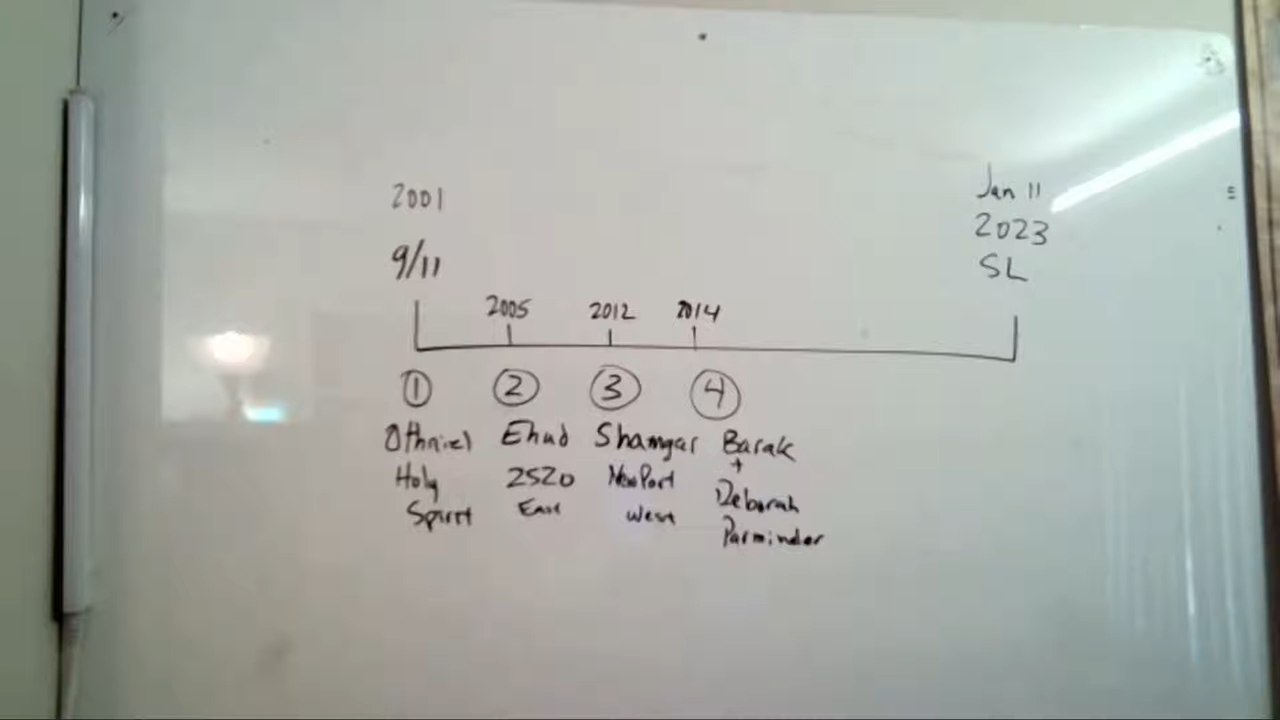 2001
9/11
Jan 11
2023
SL
2005
2012
2014
1
2
3
4
Othniel
Holy
Spirit
Ehud
2520
East
Shamgar
NewPort
West
Barak
+
Deborah
Parminder